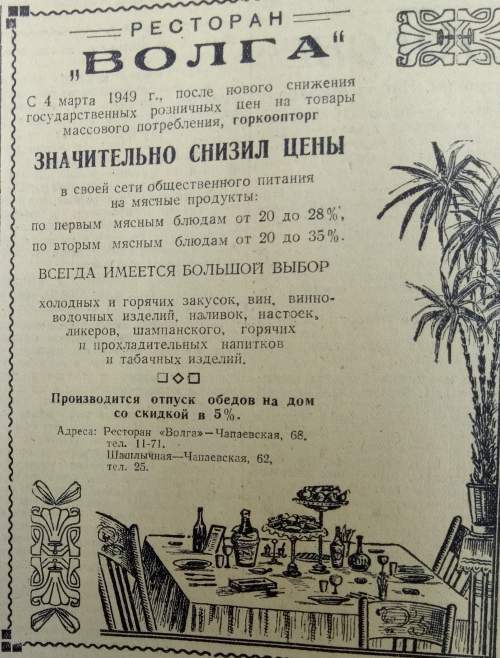 РЕСТОРАН
„ВОЛГА“
С 4 марта 1949 г., после нового снижения
государственных розничных цен на товары
массового потребления, горкоопторг
ЗНАЧИТЕЛЬНО СНИЗИЛ ЦЕНЫ
в своей сети общественного питания
на мясные продукты:
по первым мясным блюдам от 20 до 28%,
по вторым мясным блюдам от 20 до 35%.
ВСЕГДА ИМЕЕТСЯ БОЛЬШОЙ ВЫБОР
холодных и горячих закусок, вин, винно-
водочных изделий, наливок, настоек,
ликеров, шампанского, горячих
и прохладительных напитков
и табачных изделий.
Производится отпуск обедов на дом
со скидкой в 5%.
Адреса: Ресторан «Волга»—Чапаевская, 68,
тел. 11-71.
Шашлычная—Чапаевская, 62,
тел. 25.